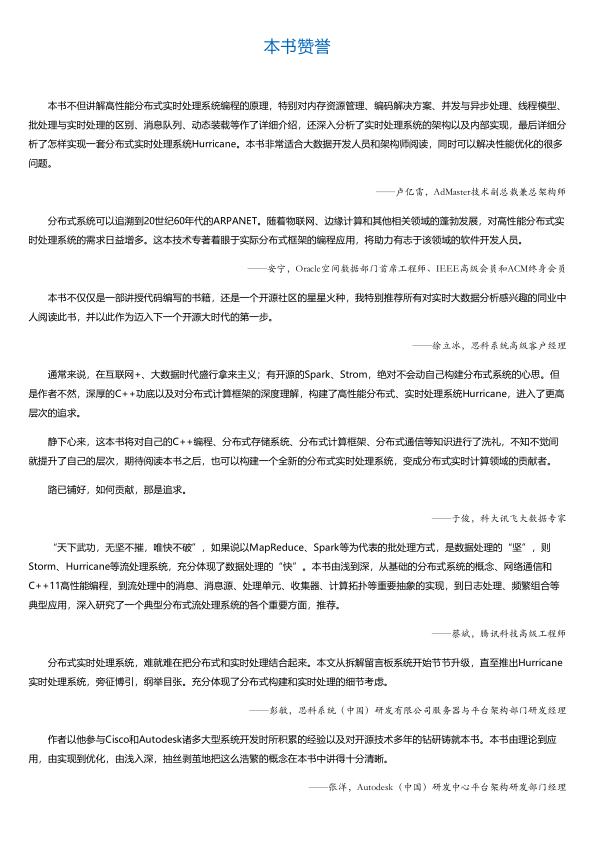 本书赞誉
本书不但讲解高性能分布式实时处理系统编程的原理，特别对内存资源管理、编码解决方案、并发与异步处理、线程模型、
批处理与实时处理的区别、消息队列、动态装载等作了详细介绍，还深入分析了实时处理系统的架构以及内部实现，最后详细分
析了怎样实现一套分布式实时处理系统Hurricane。本书非常适合大数据开发人员和架构师阅读，同时可以解决性能优化的很多
问题。
——卢亿雷，AdMaster技术副总裁兼总架构师
分布式系统可以追溯到20世纪60年代的ARPANET。随着物联网、边缘计算和其他相关领域的蓬勃发展，对高性能分布式实
时处理系统的需求日益增多。这本技术专著着眼于实际分布式框架的编程应用，将助力有志于该领域的软件开发人员。
——安宁，Oracle空间数据部门首席工程师、IEEE高级会员和ACM终身会员
本书不仅仅是一部讲授代码编写的书籍，还是一个开源社区的星星火种，我特别推荐所有对实时大数据分析感兴趣的同业中
人阅读此书，并以此作为迈入下一个开源大时代的第一步。
——徐立冰，思科系统高级客户经理
通常来说，在互联网+、大数据时代盛行拿来主义；有开源的Spark、Strom，绝对不会动自己构建分布式系统的心思。但
是作者不然，深厚的C++功底以及对分布式计算框架的深度理解，构建了高性能分布式、实时处理系统Hurricane，进入了更高
层次的追求。
静下心来，这本书将对自己的C++编程、分布式存储系统、分布式计算框架、分布式通信等知识进行了洗礼，不知不觉间
就提升了自己的层次，期待阅读本书之后，也可以构建一个全新的分布式实时处理系统，变成分布式实时计算领域的贡献者。
路已铺好，如何贡献，那是追求。
——于俊，科大讯飞大数据专家
“天下武功，无坚不摧，唯快不破”，如果说以MapReduce、Spark等为代表的批处理方式，是数据处理的“坚”，则
Storm、Hurricane等流处理系统，充分体现了数据处理的“快”。本书由浅到深，从基础的分布式系统的概念、网络通信和
C++11高性能编程，到流处理中的消息、消息源、处理单元、收集器、计算拓扑等重要抽象的实现，到日志处理、频繁组合等
典型应用，深入研究了一个典型分布式流处理系统的各个重要方面，推荐。
——蔡斌，腾讯科技高级工程师
分布式实时处理系统，难就难在把分布式和实时处理结合起来。本文从拆解留言板系统开始节节升级，直至推出Hurricane
实时处理系统，旁征博引，纲举目张。充分体现了分布式构建和实时处理的细节考虑。
——彭敏，思科系统（中国）研发有限公司服务器与平台架构部门研发经理
作者以他参与Cisco和Autodesk诸多大型系统开发时所积累的经验以及对开源技术多年的钻研铸就本书。本书由理论到应
用，由实现到优化，由浅入深，抽丝剥茧地把这么浩繁的概念在本书中讲得十分清晰。
——张洋，Autodesk（中国）研发中心平台架构研发部门经理